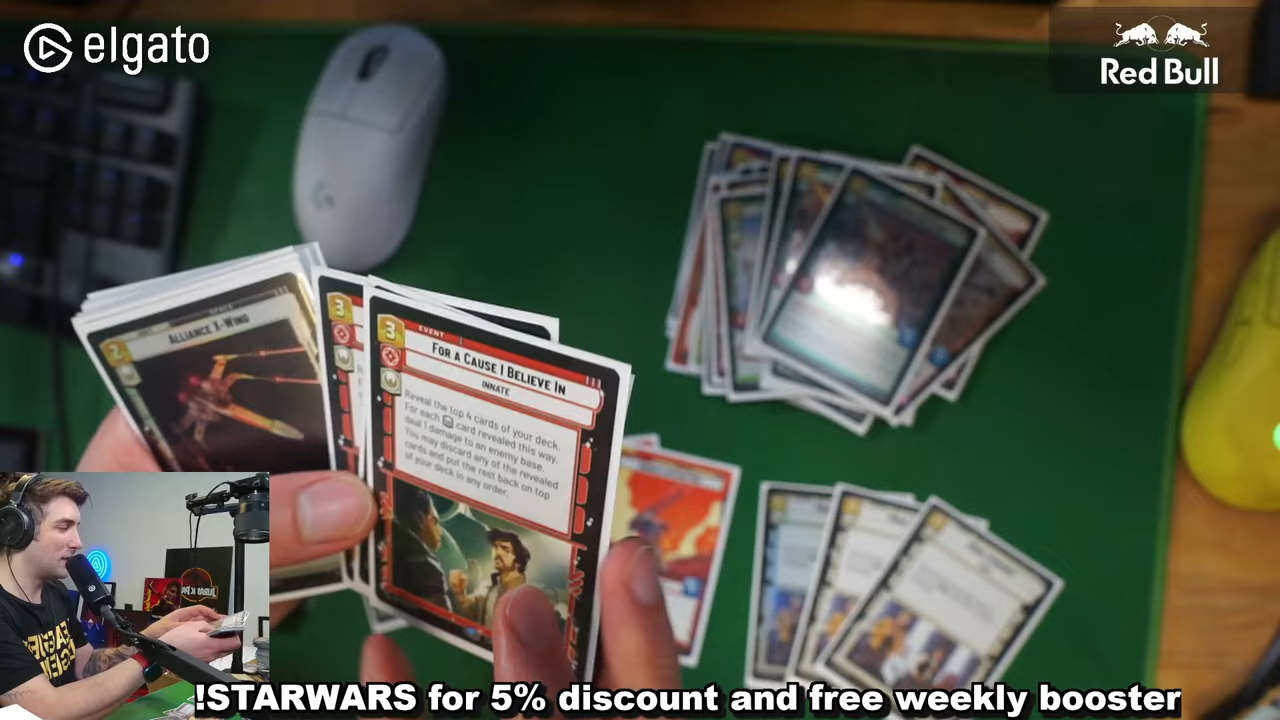 elgato
Red Bull
2
ALLIANCE X-WING
3
3
EVENT
FOR A CAUSE I BELIEVE IN
INNATE
Reveal the top 4 cards of your deck.
For each card revealed this way,
deal 1 damage to an enemy base.
You may discard any of the revealed
cards and put the rest back on top
of your deck in any order.
!STARWARS for 5% discount and free weekly booster